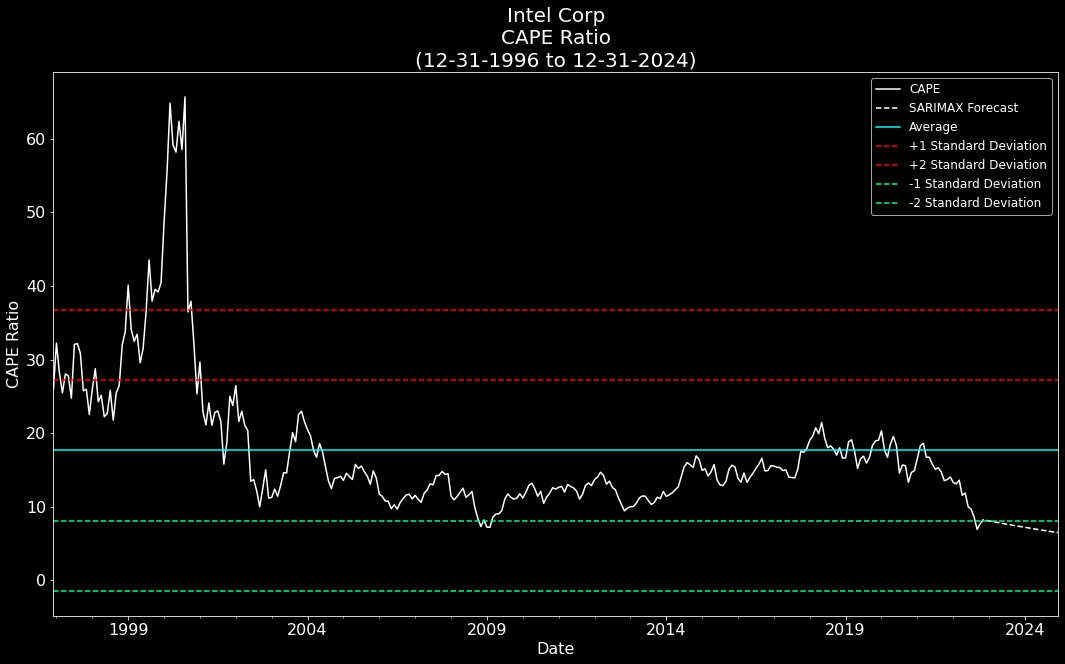 Intel Corp
CAPE Ratio
(12-31-1996 to 12-31-2024)
CAPE
SARIMAX Forecast
Average
+1 Standard Deviation
+2 Standard Deviation
-1 Standard Deviation
-2 Standard Deviation
CAPE Ratio
60
50
40
30
20
10
0
1999 2004 2009 2014 2019 2024
Date